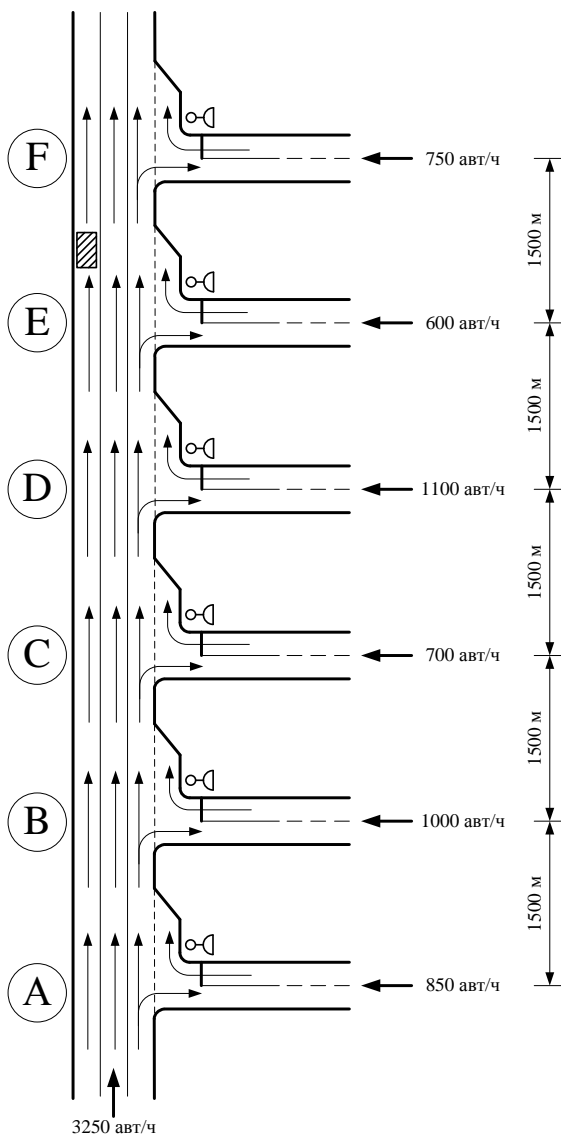 F
750 авт/ч
1500 м
E
600 авт/ч
1500 м
D
1100 авт/ч
1500 м
C
700 авт/ч
1500 м
B
1000 авт/ч
1500 м
A
850 авт/ч
3250 авт/ч